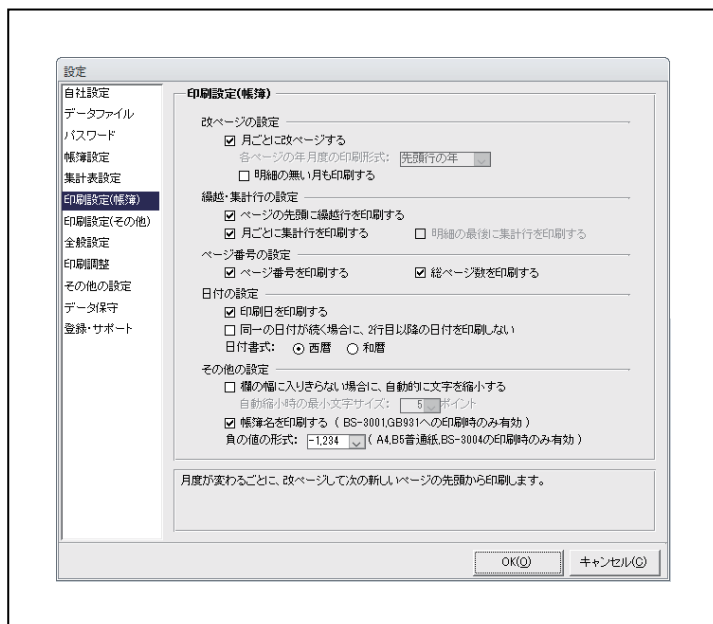 設定
自社設定
データファイル
パスワード
帳簿設定
集計表設定
印刷設定(帳簿)
印刷設定(その他)
全般設定
印刷調整
その他の設定
データ保守
登録・サポート
印刷設定(帳簿)
改ページの設定
月ごとに改ページする
各ページの年月度の印刷形式: 先頭行の年
明細の無い月も印刷する
繰越・集計行の設定
ページの先頭に繰越行を印刷する
月ごとに集計行を印刷する 明細の最後に集計行を印刷する
ページ番号の設定
ページ番号を印刷する 総ページ数を印刷する
日付の設定
印刷日を印刷する
同一の日付が続く場合に、2行目以降の日付を印刷しない
日付書式: 西暦 和暦
その他の設定
欄の幅に入りきらない場合に、自動的に文字を縮小する
自動縮小時の最小文字サイズ: 5 ポイント
帳簿名を印刷する ( BS-3001,GB931への印刷時のみ有効 )
負の値の形式: -1,234 ( A4,B5普通紙,BS-3004の印刷時のみ有効 )
月度が変わるごとに、改ページして次の新しいページの先頭から印刷します。
OK(O) キャンセル(C)